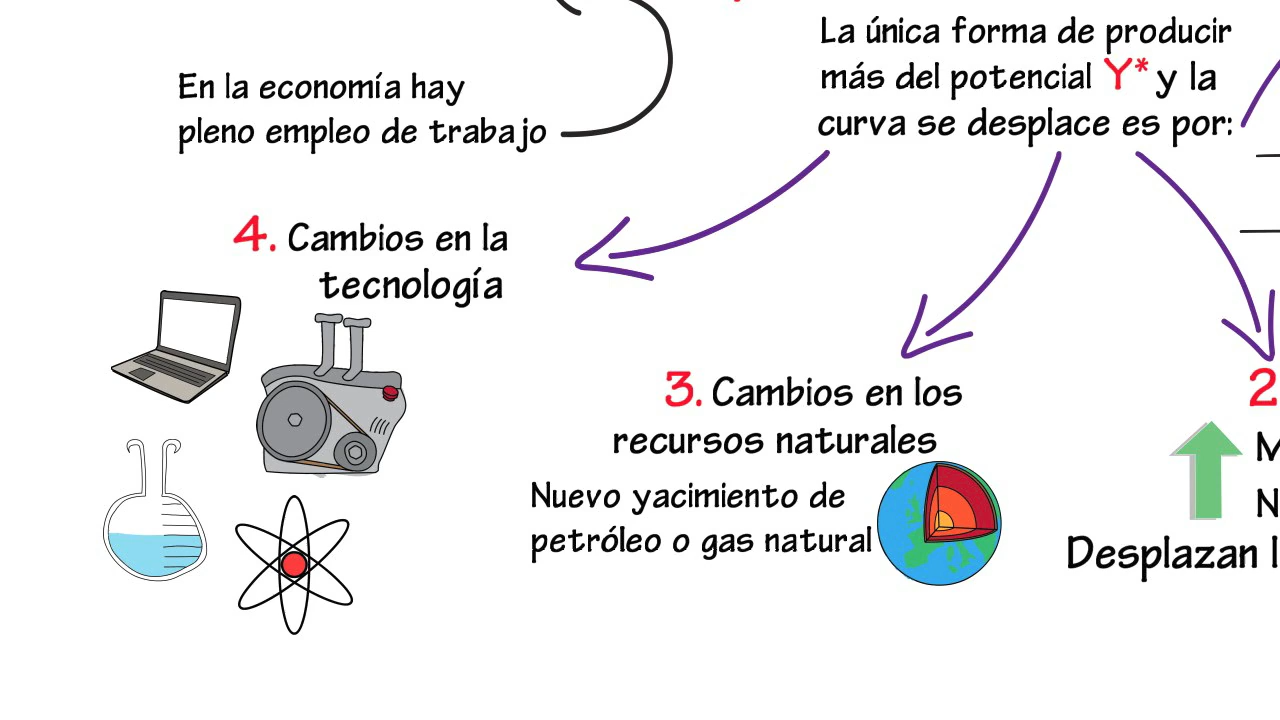 La única forma de producir
más del potencial Y* y la
curva se desplace es por:
En la economía hay
pleno empleo de trabajo
4. Cambios en la
tecnología
3. Cambios en los
recursos naturales
Nuevo yacimiento de
petróleo o gas natural
2
M
N
Desplazan l